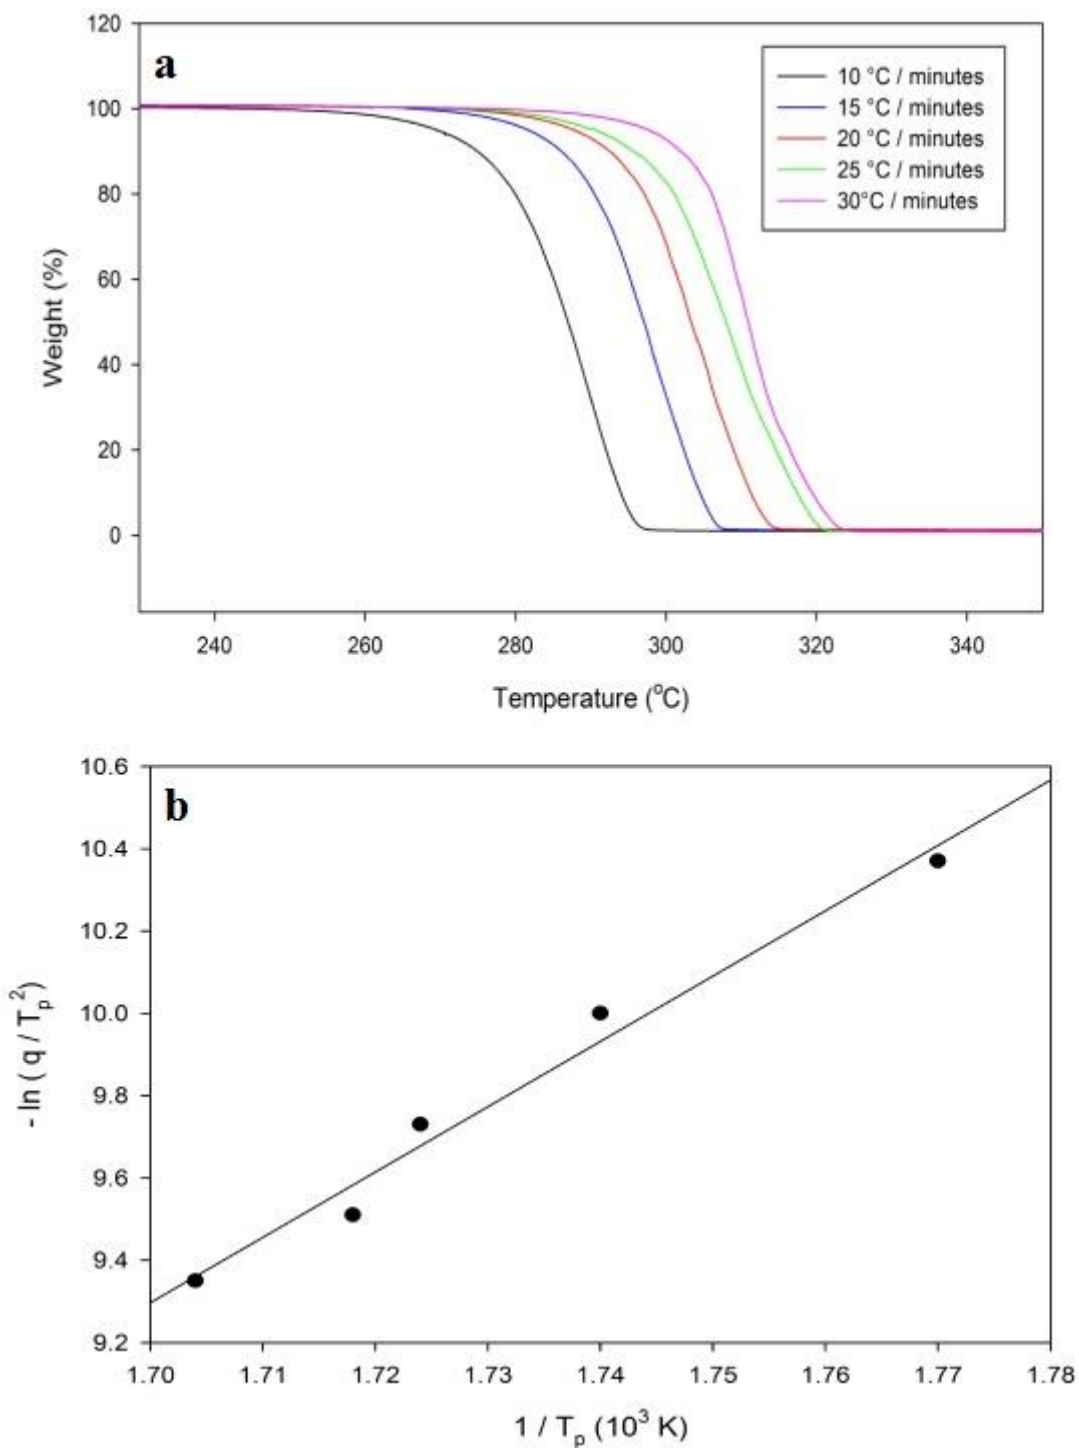 a
120
100
80
60
40
20
0
Weight (%)
10 °C / minutes
15 °C / minutes
20 °C / minutes
25 °C / minutes
30°C / minutes
240 260 280 300 320 340
Temperature (°C)
b
10.6
10.4
10.2
10.0
9.8
9.6
9.4
9.2
- ln ( q / Tp²)
1.70 1.71 1.72 1.73 1.74 1.75 1.76 1.77 1.78
1 / Tp (10³ K)